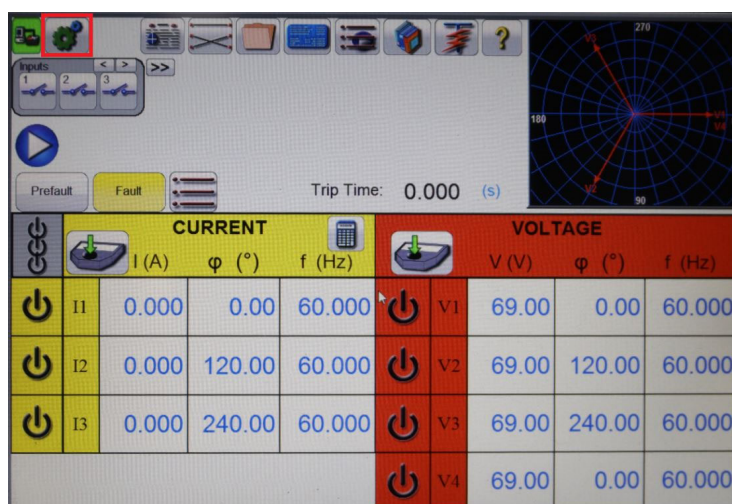 270
V3
?
Inputs
< > >>
1 2 3
180
V1
V4
Prefault Fault Trip Time: 0.000 (s)
V2
90
CURRENT VOLTAGE
I (A) φ (°) f (Hz) V (V) φ (°) f (Hz)
I1 0.000 0.00 60.000 V1 69.00 0.00 60.000
I2 0.000 120.00 60.000 V2 69.00 120.00 60.000
I3 0.000 240.00 60.000 V3 69.00 240.00 60.000
V4 69.00 0.00 60.000